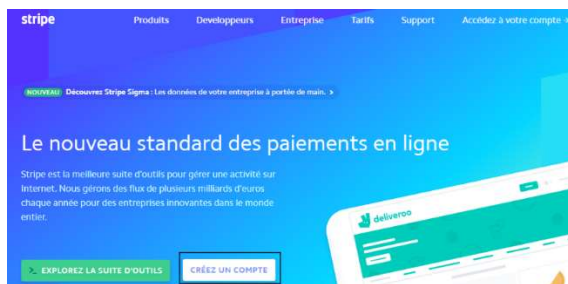 stripe Produits Developpeurs Entreprise Tarifs Support Accédez à votre compte
NOUVEAU Découvrez Stripe Sigma : Les données de votre entreprise à portée de main. >
Le nouveau standard des paiements en ligne
Stripe est la meilleure suite d'outils pour gérer une activité sur
Internet. Nous gérons des flux de plusieurs milliards d'euros
chaque année pour des entreprises innovantes dans le monde
entier.
deliveroo
>_ EXPLOREZ LA SUITE D'OUTILS CRÉEZ UN COMPTE